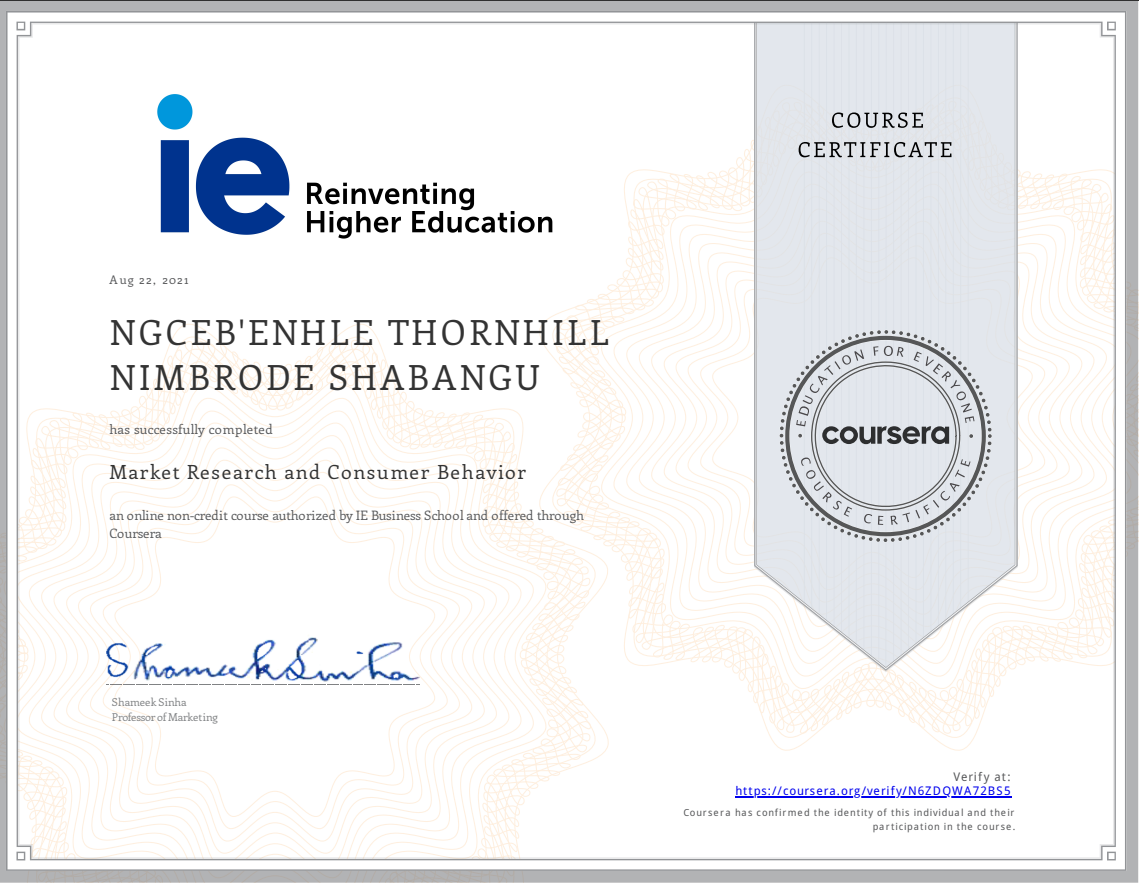 ie
Reinventing
Higher Education
COURSE
CERTIFICATE
Aug 22, 2021
NGCEB'ENHLE THORNHILL
NIMBRODE SHABANGU
has successfully completed
Market Research and Consumer Behavior
an online non-credit course authorized by IE Business School and offered through
Coursera
EDUCATION FOR EVERYONE
coursera
COURSE CERTIFICATE
Shameek Sinha
Shameek Sinha
Professor of Marketing
Verify at:
https://coursera.org/verify/N6ZDQWA72BS5
Coursera has confirmed the identity of this individual and their
participation in the course.